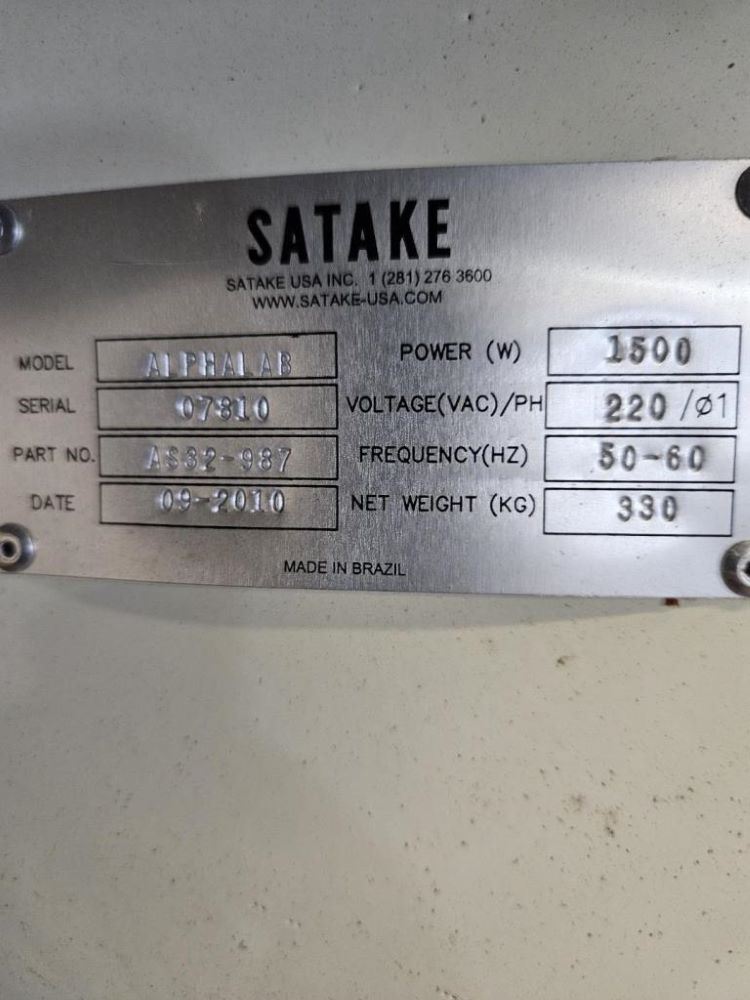 SATAKE
SATAKE USA INC. 1 (281) 276 3600
WWW.SATAKE-USA.COM
MODEL ALPHALAB POWER (W) 1500
SERIAL 07810 VOLTAGE(VAC)/PH 220 /Ø1
PART NO. AS32-987 FREQUENCY(HZ) 50-60
DATE 09-2010 NET WEIGHT (KG) 330
MADE IN BRAZIL